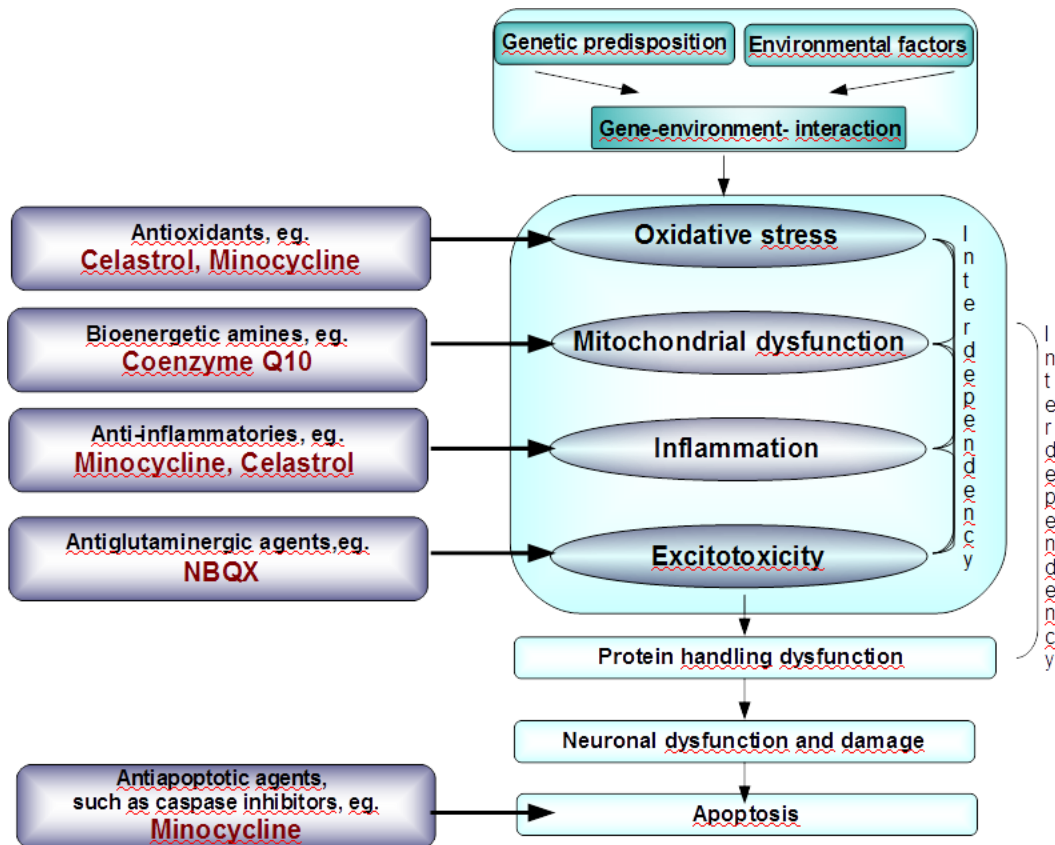 Genetic predisposition
Environmental factors
Gene-environment- interaction
Antioxidants, eg.
Celastrol, Minocycline
Oxidative stress
Bioenergetic amines, eg.
Coenzyme Q10
Mitochondrial dysfunction
Anti-inflammatories, eg.
Minocycline, Celastrol
Inflammation
Antiglutaminergic agents,eg.
NBQX
Excitotoxicity
Interdependency
Interdependency
Protein handling dysfunction
Neuronal dysfunction and damage
Antiapoptotic agents,
such as caspase inhibitors, eg.
Minocycline
Apoptosis